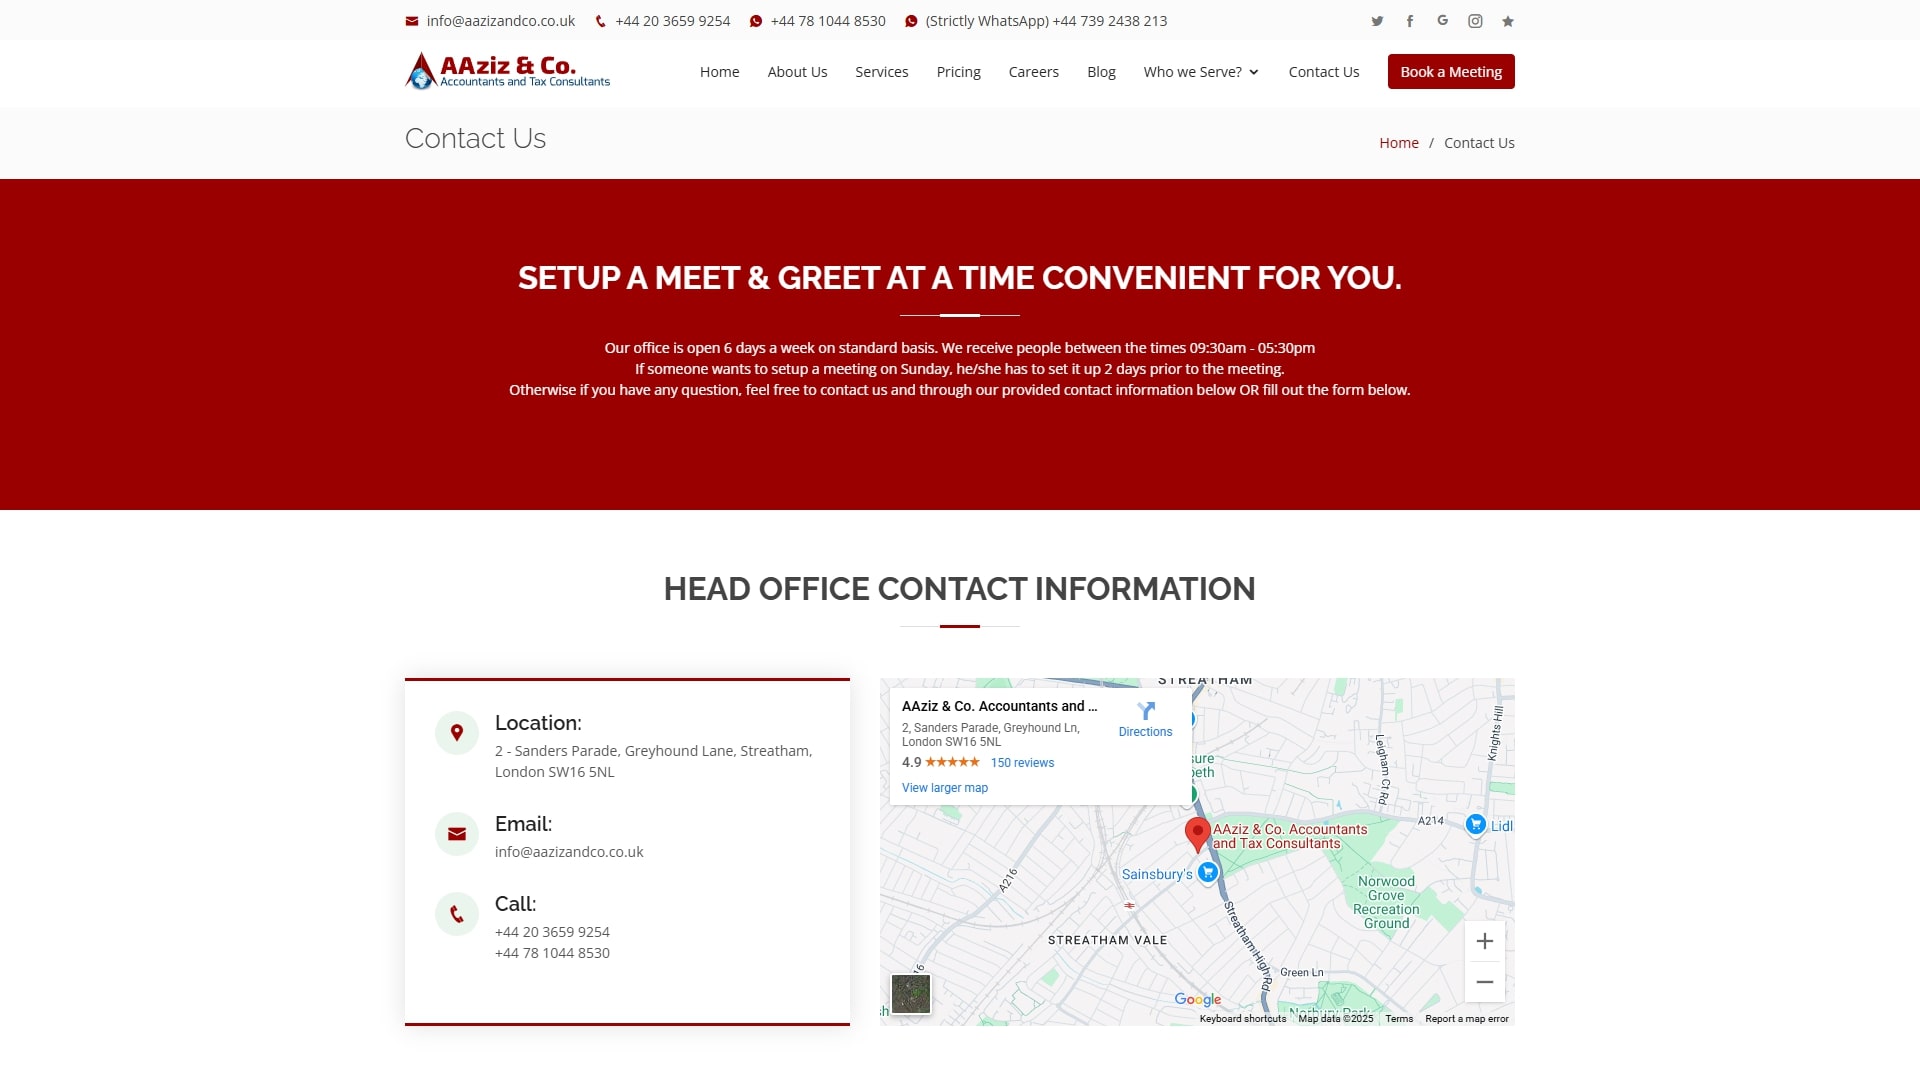 info@aazizandco.co.uk +44 20 3659 9254 +44 78 1044 8530 (Strictly WhatsApp) +44 739 2438 213
AAziz & Co.
Accountants and Tax Consultants
Home About Us Services Pricing Careers Blog Who we Serve? Contact Us Book a Meeting
Contact Us
Home / Contact Us
SETUP A MEET & GREET AT A TIME CONVENIENT FOR YOU.
Our office is open 6 days a week on standard basis. We receive people between the times 09:30am - 05:30pm
If someone wants to setup a meeting on Sunday, he/she has to set it up 2 days prior to the meeting.
Otherwise if you have any question, feel free to contact us and through our provided contact information below OR fill out the form below.
HEAD OFFICE CONTACT INFORMATION
Location:
2 - Sanders Parade, Greyhound Lane, Streatham,
London SW16 5NL
Email:
info@aazizandco.co.uk
Call:
+44 20 3659 9254
+44 78 1044 8530
STREATHAM
AAziz & Co. Accountants and ...
2, Sanders Parade, Greyhound Ln,
London SW16 5NL
Directions
4.9 150 reviews
View larger map
Leigham Ct Rd
Knights Hill
A214
Lidl
AAziz & Co. Accountants
and Tax Consultants
Sainsbury's
A216
Norwood
Grove
Recreation
Ground
STREATHAM VALE
Streatham High Rd
Green Ln
Norbury Park
Google
Keyboard shortcuts Map data ©2025 Terms Report a map error